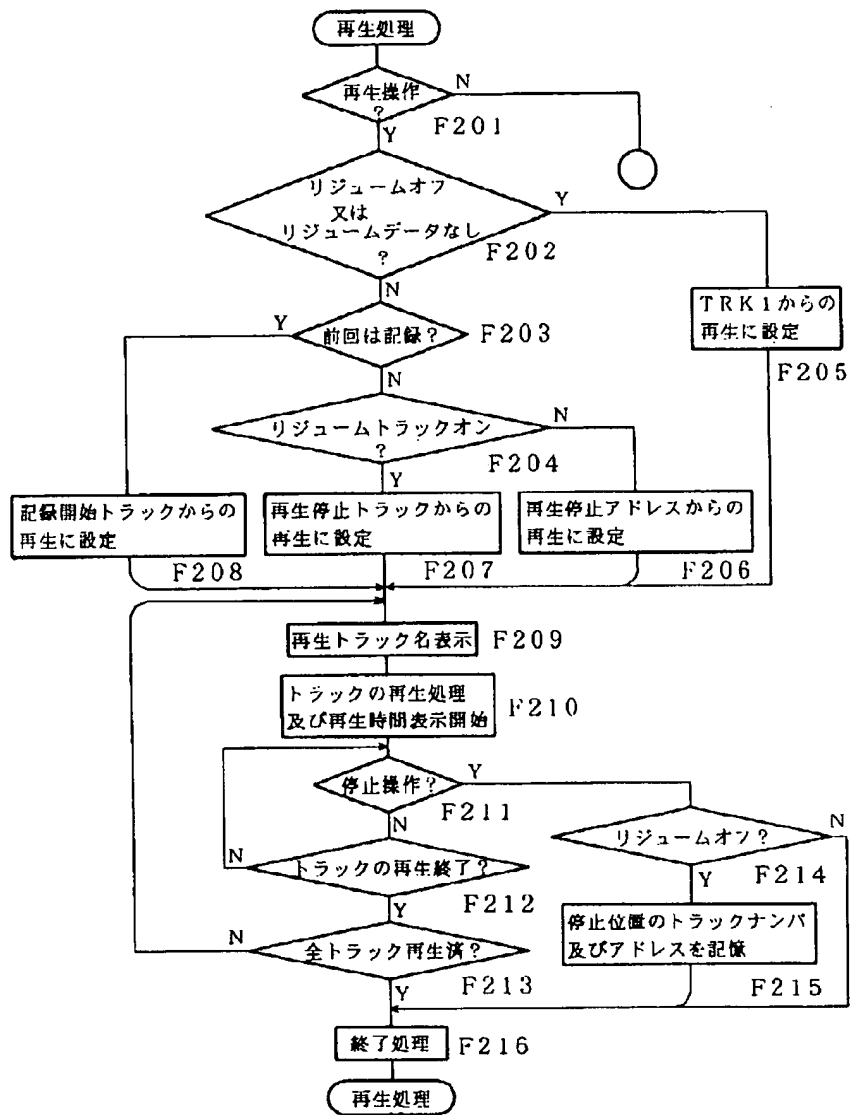 再生処理
再生操作
?
N
F201
Y
リジュームオフ
又は
リジュームデータなし
?
Y
F202
N
TRK1からの
再生に設定
F205
Y
前回は記録?
F203
N
リジュームトラックオン
?
N
F204
Y
記録開始トラックからの
再生に設定
F208
再生停止トラックからの
再生に設定
F207
再生停止アドレスからの
再生に設定
F206
再生トラック名表示
F209
トラックの再生処理
及び再生時間表示開始
F210
停止操作?
Y
F211
N
リジュームオン?
N
F214
Y
N
トラックの再生終了?
F212
Y
停止位置のトラックナンバ
及びアドレスを記憶
F215
N
全トラック再生済?
F213
Y
終了処理
F216
再生処理